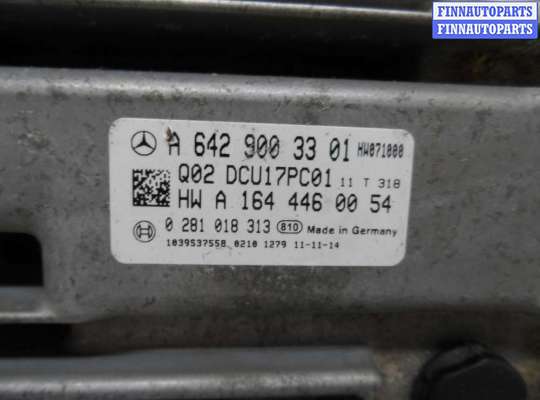 FINNAUTOPARTS
FINNAUTOPARTS
A 642 900 33 01 HW071000
Q02 DCU17PC01 11 T 318
HW A 164 446 00 54
0 281 018 313 810 Made in Germany
1039S37558 0210 1279 11-11-14